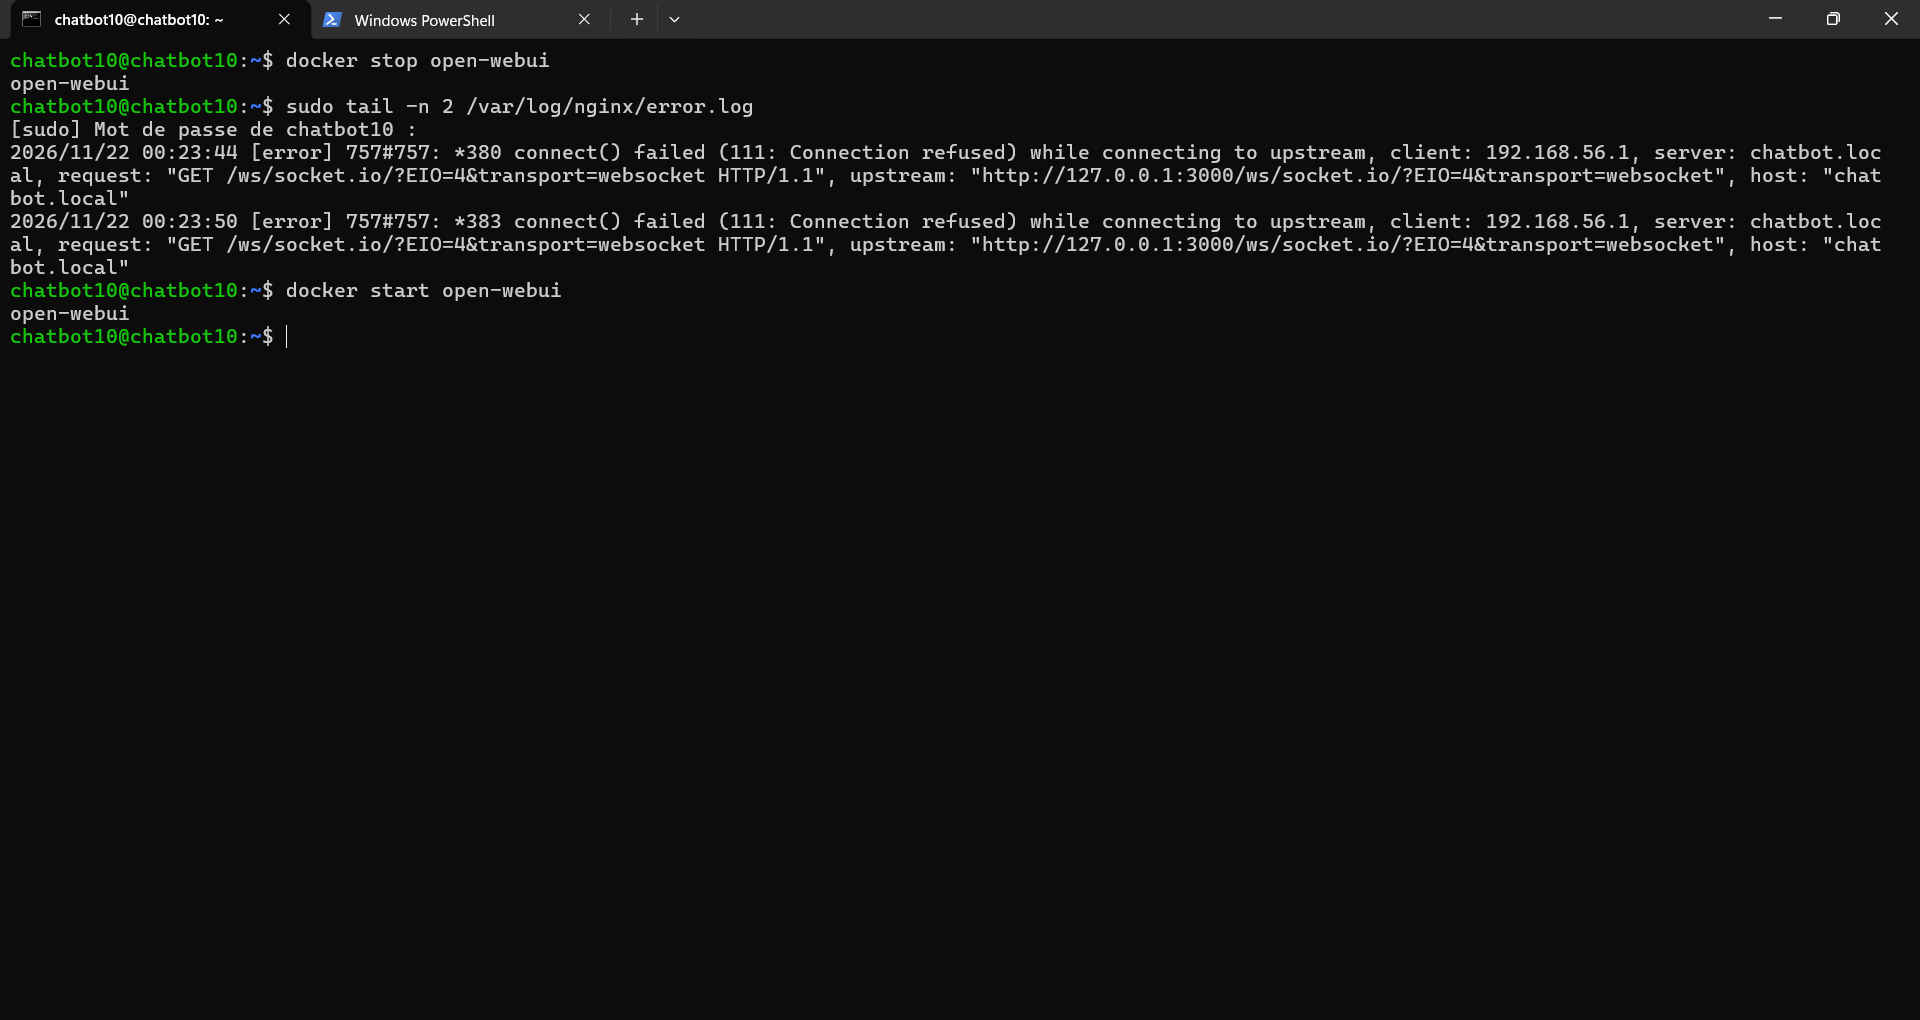 chatbot10@chatbot10: ~
Windows PowerShell
chatbot10@chatbot10:~$ docker stop open-webui
open-webui
chatbot10@chatbot10:~$ sudo tail -n 2 /var/log/nginx/error.log
[sudo] Mot de passe de chatbot10 :
2026/11/22 00:23:44 [error] 757#757: *380 connect() failed (111: Connection refused) while connecting to upstream, client: 192.168.56.1, server: chatbot.loc
al, request: "GET /ws/socket.io/?EIO=4&transport=websocket HTTP/1.1", upstream: "http://127.0.0.1:3000/ws/socket.io/?EIO=4&transport=websocket", host: "chat
bot.local"
2026/11/22 00:23:50 [error] 757#757: *383 connect() failed (111: Connection refused) while connecting to upstream, client: 192.168.56.1, server: chatbot.loc
al, request: "GET /ws/socket.io/?EIO=4&transport=websocket HTTP/1.1", upstream: "http://127.0.0.1:3000/ws/socket.io/?EIO=4&transport=websocket", host: "chat
bot.local"
chatbot10@chatbot10:~$ docker start open-webui
open-webui
chatbot10@chatbot10:~$